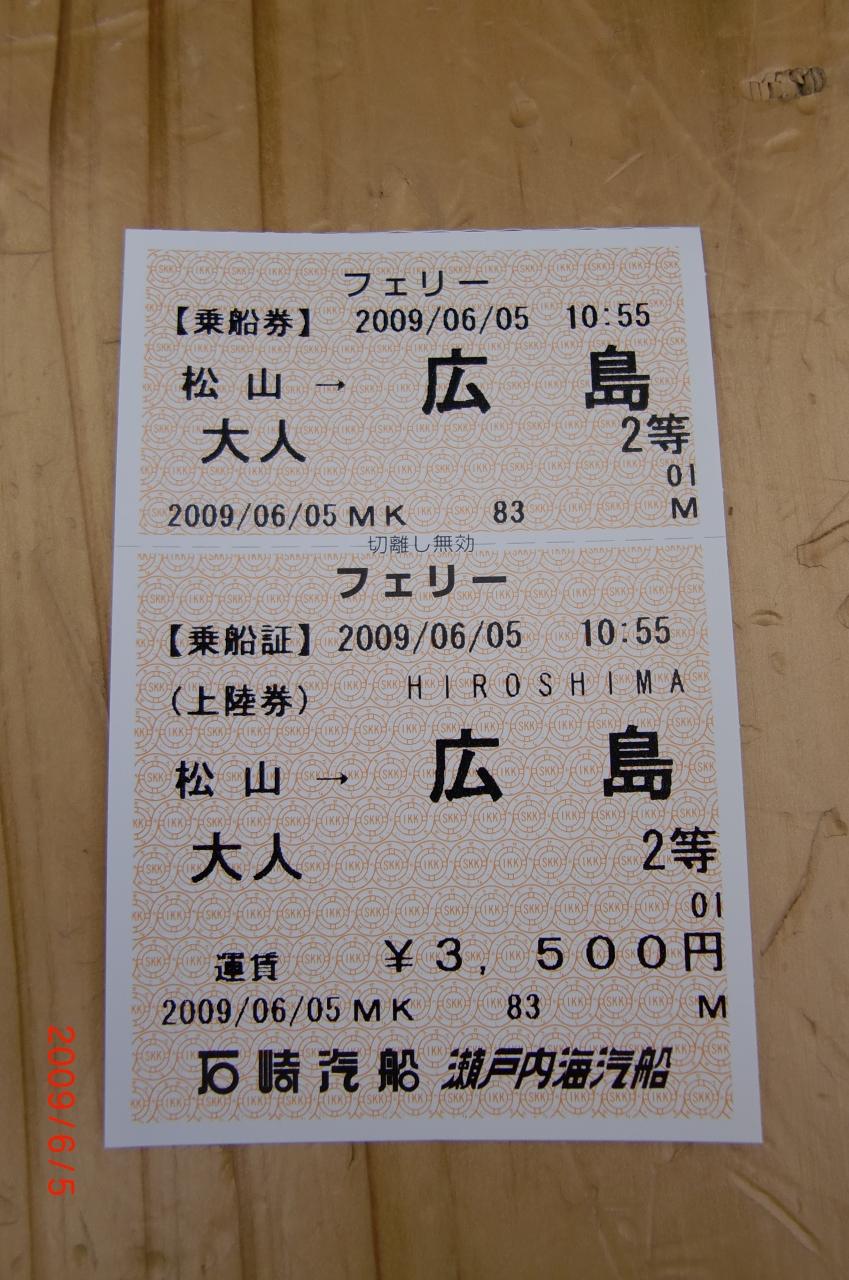 フェリー
【乗船券】 2009/06/05 10:55
松山→ 広島
大人 2等
01
2009/06/05 MK 83 M
切離し無効
フェリー
【乗船証】 2009/06/05 10:55
(上陸券) HIROSHIMA
松山→ 広島
大人 2等
01
運賃 ¥3,500円
2009/06/05 MK 83 M
石崎汽船 瀬戸内海汽船
2009/6/5